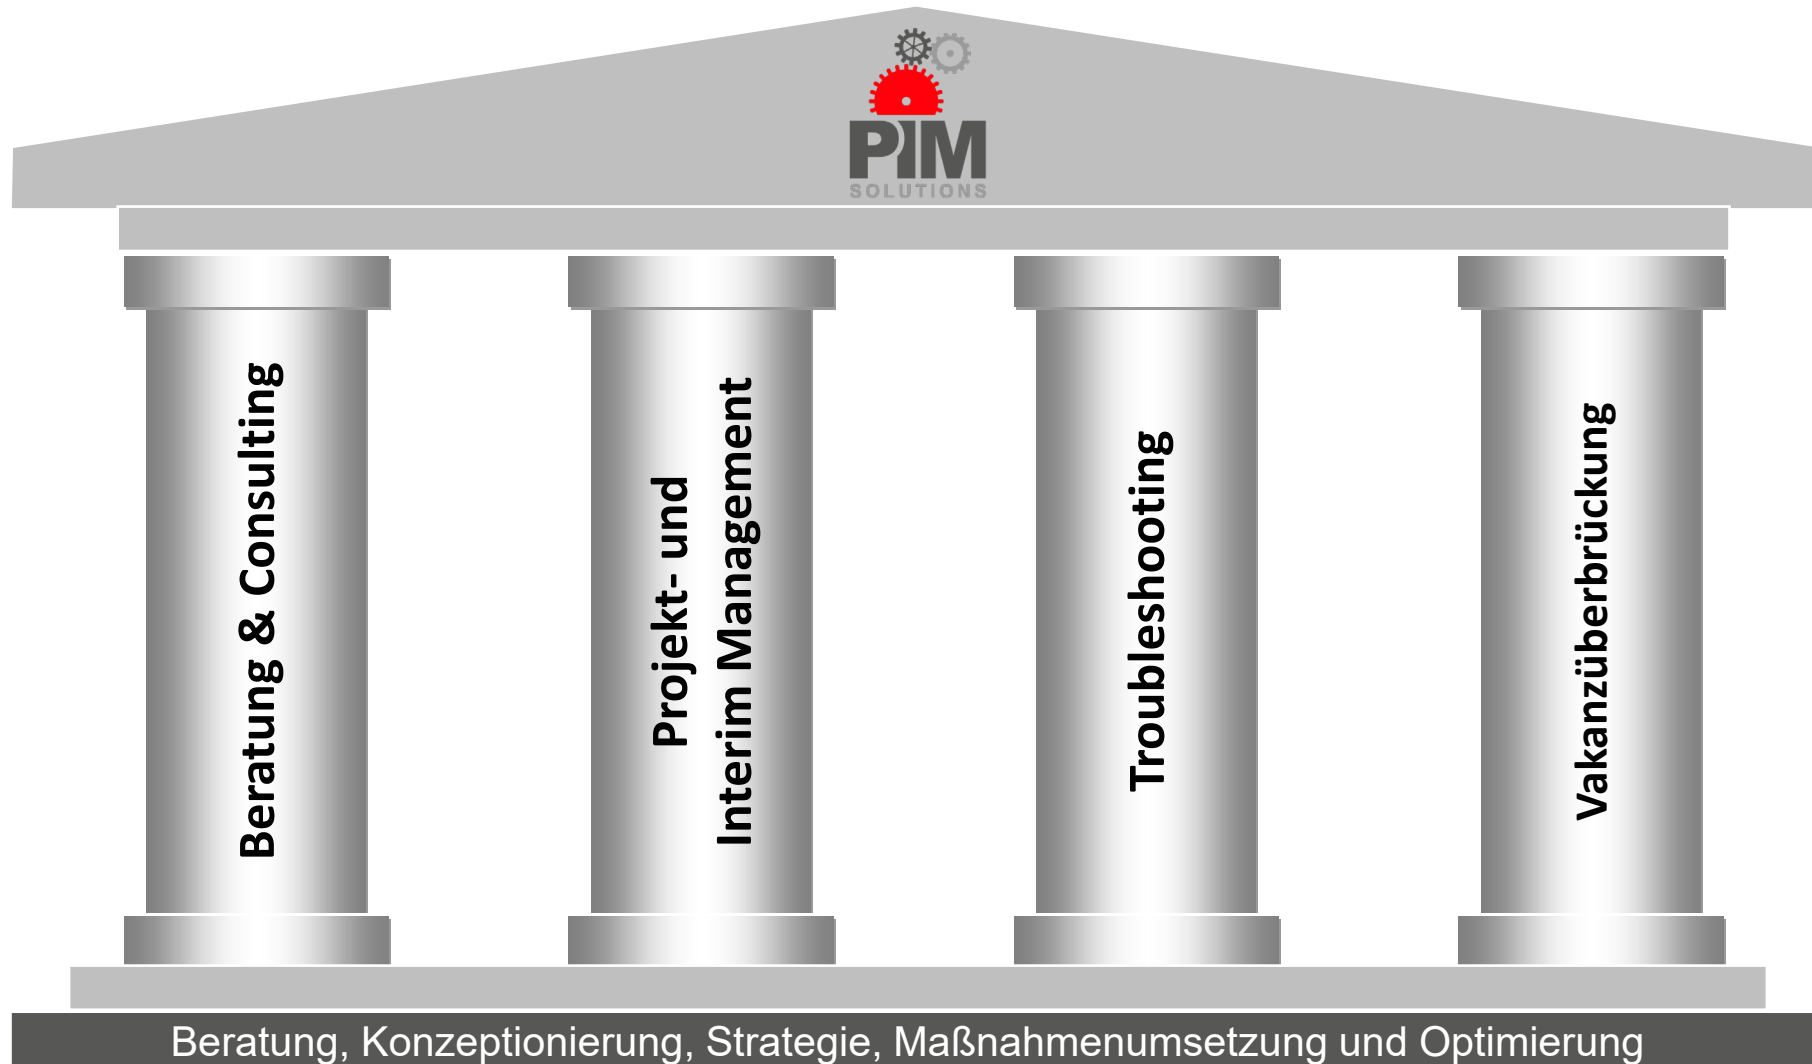 PIM
SOLUTIONS
Beratung & Consulting
Projekt- und
Interim Management
Troubleshooting
Vakanzüberbrückung
Beratung, Konzeptionierung, Strategie, Maßnahmenumsetzung und Optimierung